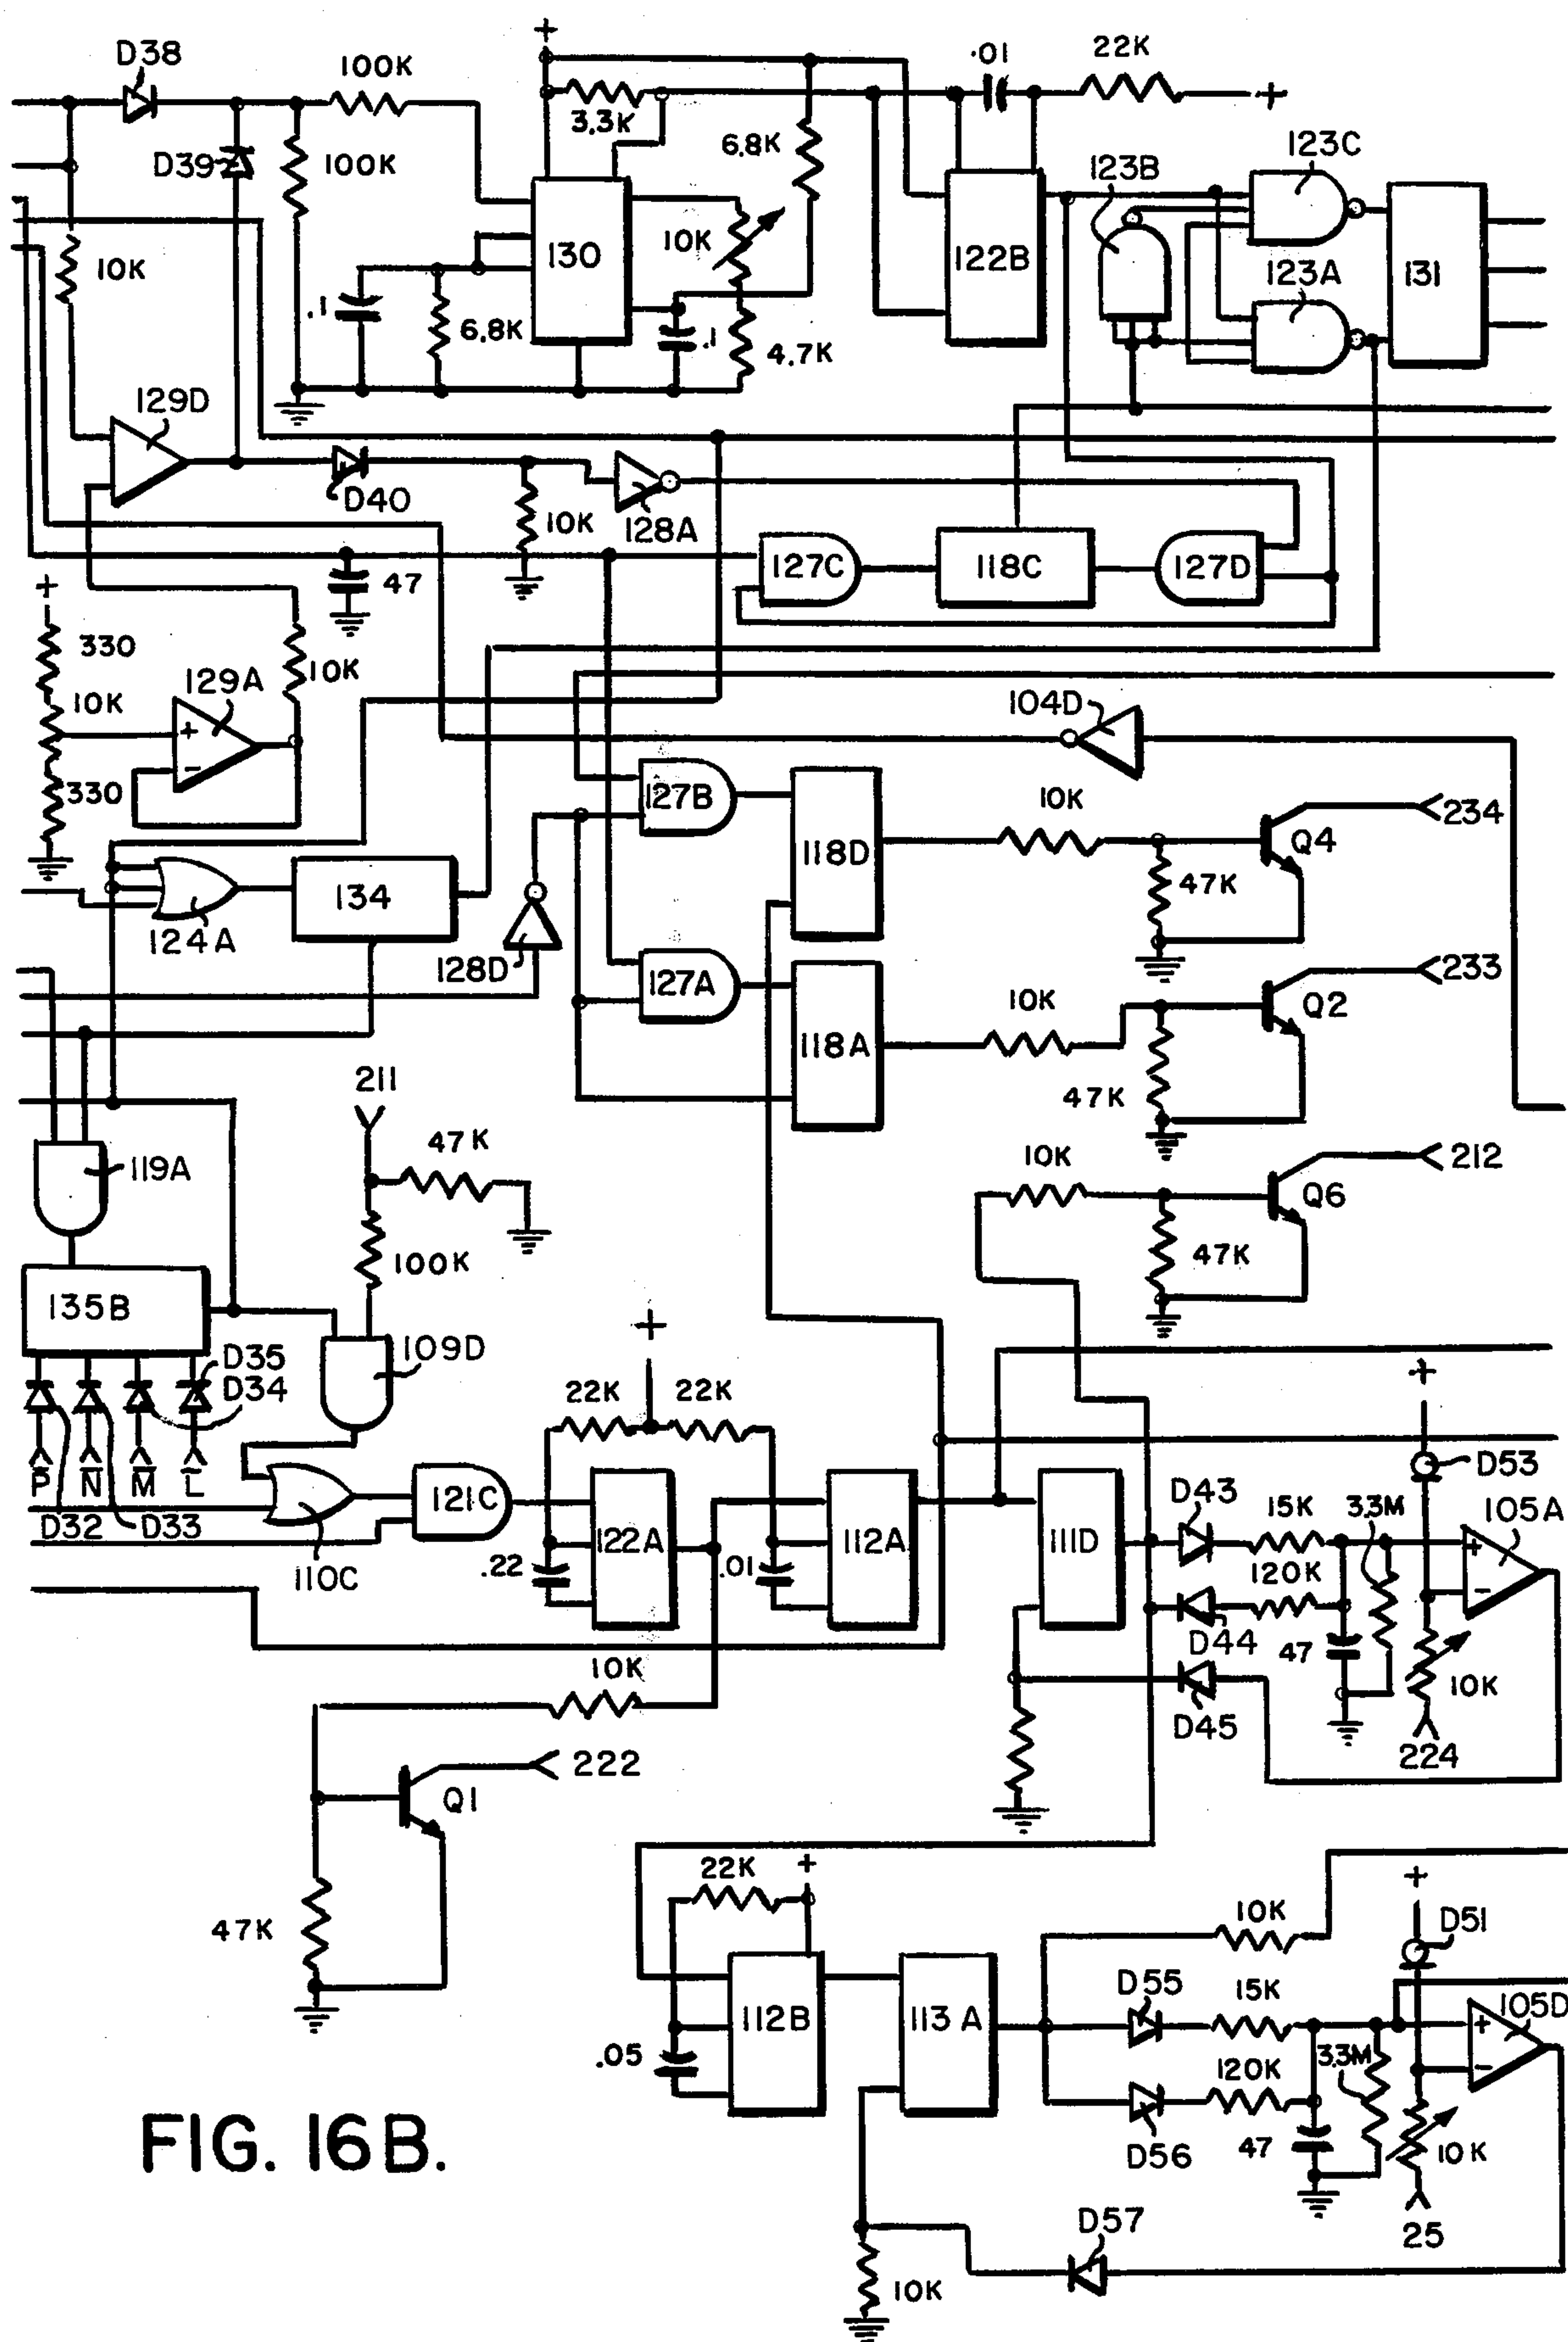 +
D38
100K
.01
22K
+
3.3K
D39
100K
6.8K
123B
123C
10K
130
10K
122B
131
123A
.1
6.8K
.1
4.7K
129D
D40
10K
128A
127C
118C
127D
47
+
330
10K
129A
10K
+
-
330
104D
127B
10K
234
118D
Q4
47K
134
124A
128D
127A
233
10K
Q2
118A
211
47K
47K
119A
10K
212
Q6
100K
47K
135B
+
109D
D35
D34
22K
22K
+
P
N
M
L
D53
D32
D33
121C
D43
15K
3.3M
105A
122A
112A
111D
+
110C
.22
.01
120K
-
D44
47
10K
10K
D45
224
222
Q1
22K
+
+
47K
10K
D51
D55
15K
105D
112B
113A
+
.05
120K
3.3M
-
D56
47
10K
FIG. 16B.
D57
25
10K